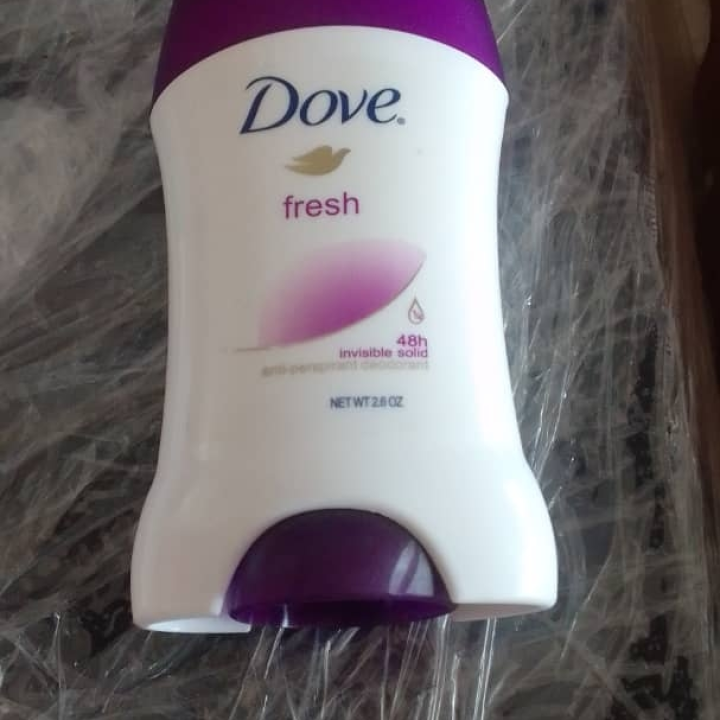 Dove
fresh
48h
invisible solid
anti-perspirant deodorant
NET WT 2.6 OZ